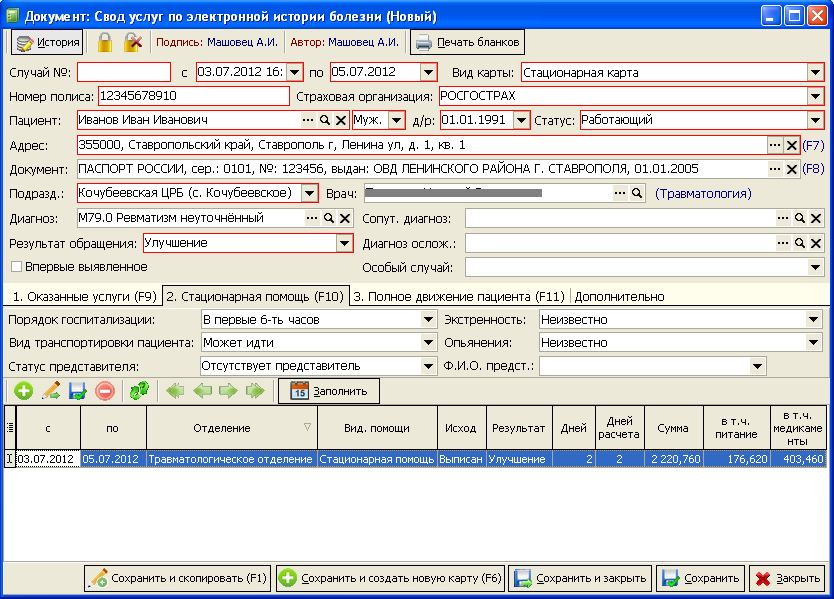 Документ: Свод услуг по электронной истории болезни (Новый)
История Подпись: Машовец А.И. Автор: Машовец А.И. Печать бланков
Случай №: с 03.07.2012 16: по 05.07.2012 Вид карты: Стационарная карта
Номер полиса: 12345678910 Страховая организация: РОСГОСТРАХ
Пациент: Иванов Иван Иванович Муж. д/р: 01.01.1991 Статус: Работающий
Адрес: 355000, Ставропольский край, Ставрополь г, Ленина ул, д. 1, кв. 1 (F7)
Документ: ПАСПОРТ РОССИИ, сер.: 0101, №: 123456, выдан: ОВД ЛЕНИНСКОГО РАЙОНА Г. СТАВРОПОЛЯ, 01.01.2005 (F8)
Подразд.: Кочубеевская ЦРБ (с. Кочубеевское) Врач: (Травматология)
Диагноз: М79.0 Ревматизм неуточнённый Сопут. диагноз:
Результат обращения: Улучшение Диагноз ослож.:
Впервые выявленное Особый случай:
1. Оказанные услуги (F9) 2. Стационарная помощь (F10) 3. Полное движение пациента (F11) Дополнительно
Порядок госпитализации: В первые 6-ть часов Экстренность: Неизвестно
Вид транспортировки пациента: Может идти Опьянения: Неизвестно
Статус представителя: Отсутствует представитель Ф.И.О. предст.:
15 Заполнить
с по Отделение Вид. помощи Исход Результат Дней Дней расчета Сумма в т.ч. питание в т.ч. медикаменты
03.07.2012 05.07.2012 Травматологическое отделение Стационарная помощь Выписан Улучшение 2 2 2 220,760 176,620 403,460
Сохранить и скопировать (F1) Сохранить и создать новую карту (F6) Сохранить и закрыть Сохранить Закрыть